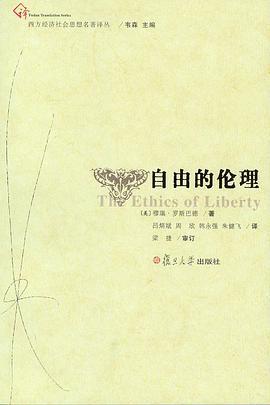 译
Fudan Translation Series
西方经济社会思想名著译丛
韦森 主编
自由的伦理
(美)穆瑞·罗斯巴德 著
The Ethics of Liberty
吕炳斌 周欣 韩永强 朱健飞 译
梁捷 审订
復旦大學 出版社